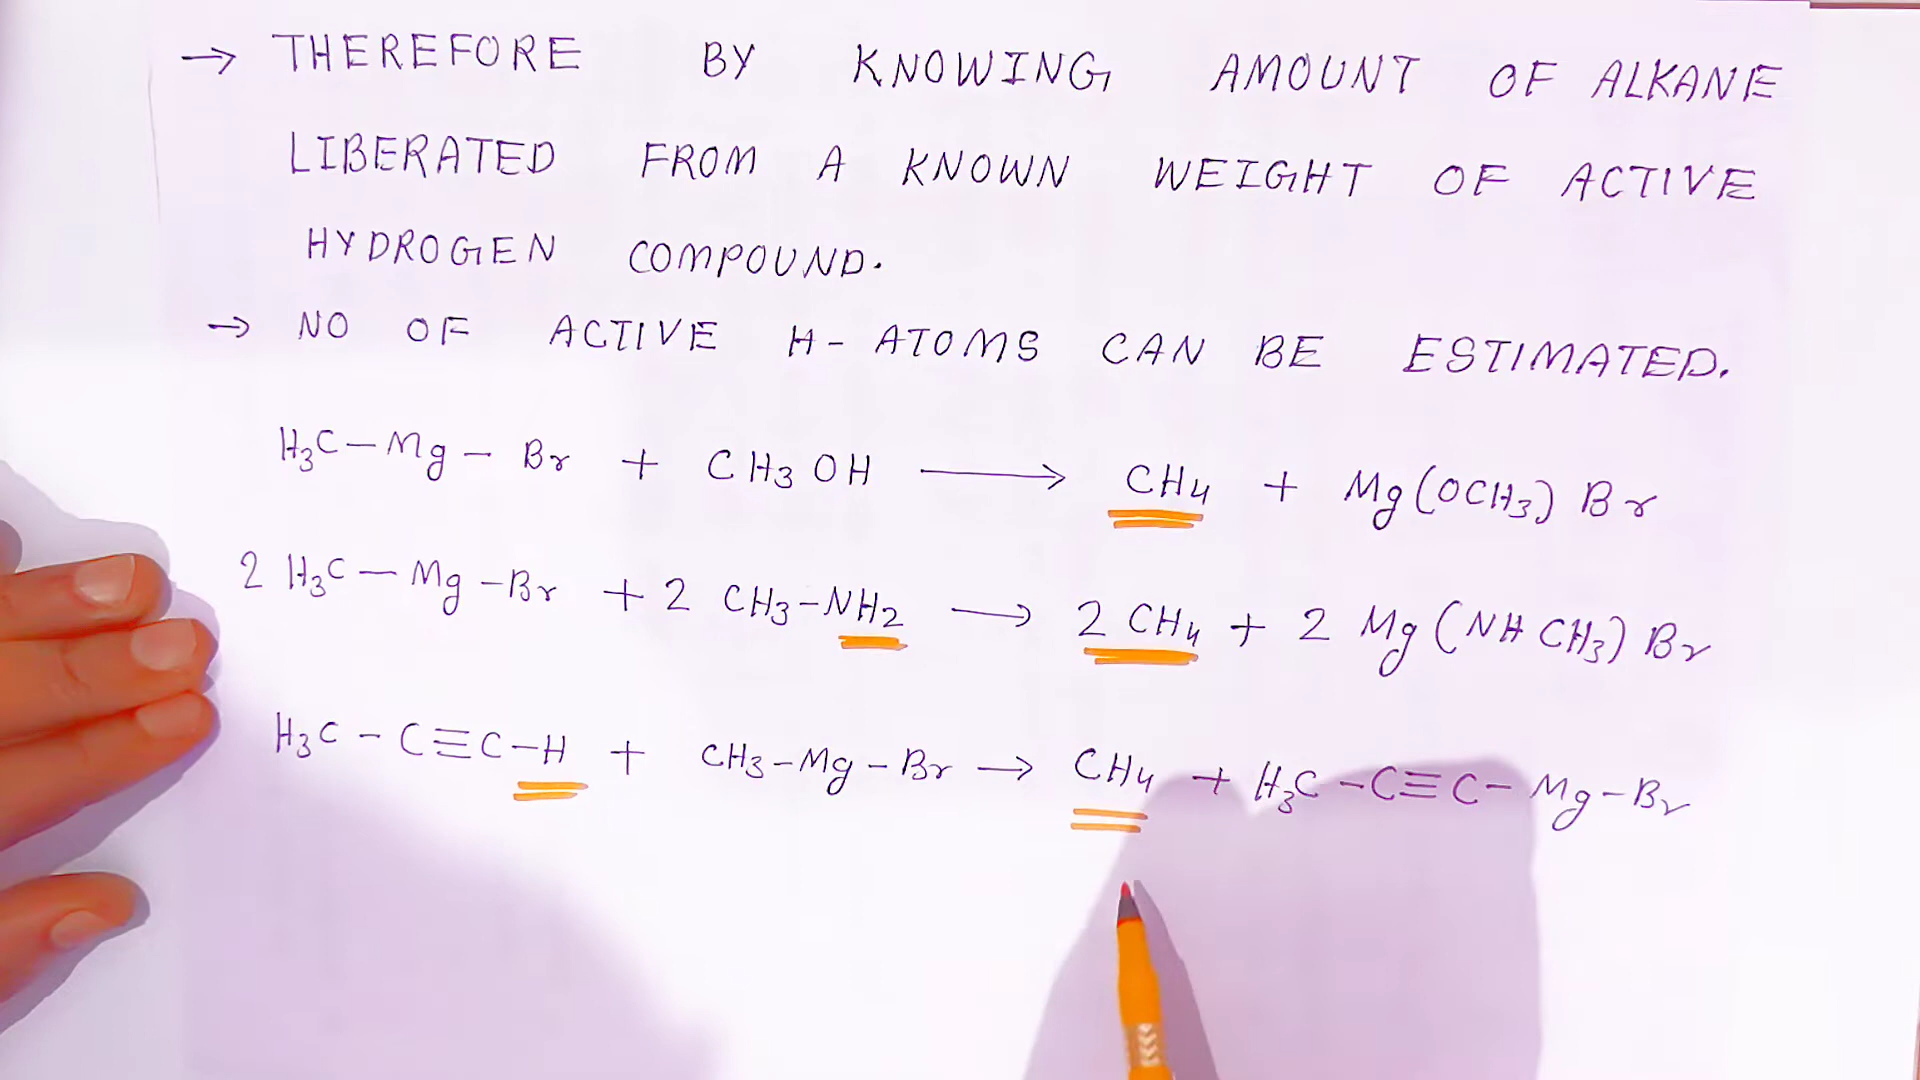 → THEREFORE BY KNOWING AMOUNT OF ALKANE
LIBERATED FROM A KNOWN WEIGHT OF ACTIVE
HYDROGEN COMPOUND.
→ NO OF ACTIVE H- ATOMS CAN BE ESTIMATED.
H₃C-Mg-Br + CH₃OH ⟶ CH₄ + Mg(OCH₃)Br
2 H₃C-Mg-Br + 2 CH₃-NH₂ ⟶ 2 CH₄ + 2 Mg(NHCH₃)Br
H₃C-C≡C-H + CH₃-Mg-Br → CH₄ + H₃C-C≡C-Mg-Br